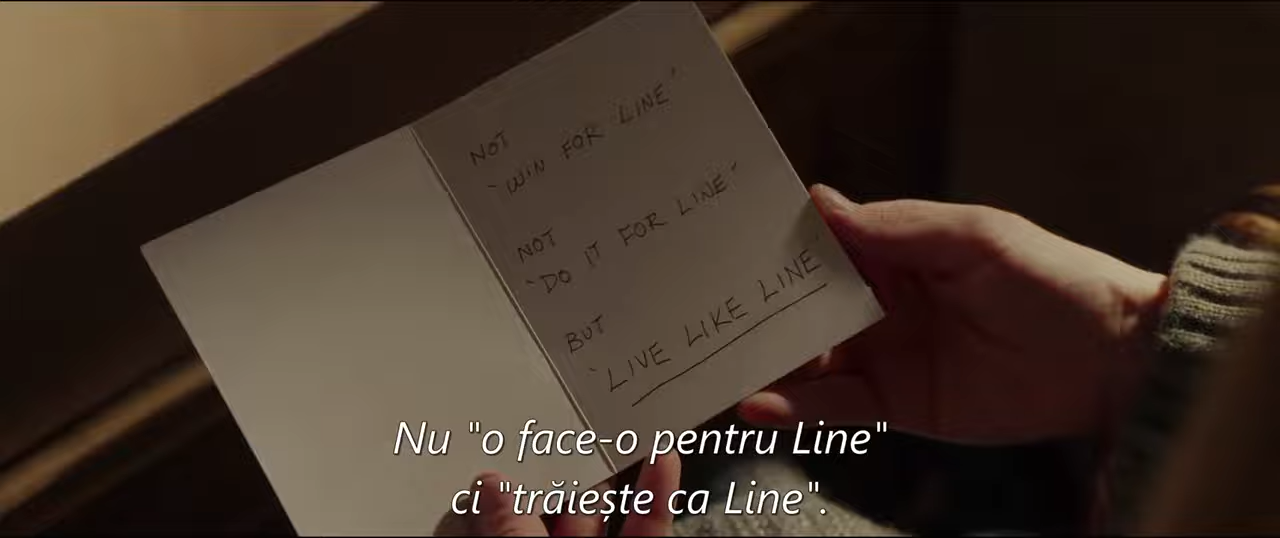 NOT
"WIN FOR LINE"
NOT
"DO IT FOR LINE"
BUT
"LIVE LIKE LINE"
Nu "o face-o pentru Line"
ci "trăiește ca Line".